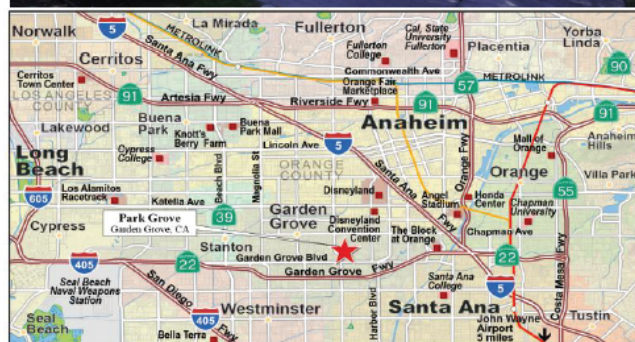 La Mirada
Fullerton
Cal. State
University
Fullerton
Yorba
Linda
Norwalk
5
METROLINK
Santa Ana Fwy
Fullerton
College
Placentia
90
Cerritos
Commonwealth Ave
METROLINK
Cerritos
Town Center
LOS ANGELES
COUNTY
91
Artesia Fwy
Orange Fair
Marketplace
Riverside Fwy
91
57
91
Lakewood
Buena
Park
Knott's
Berry Farm
Buena
Park Mall
Anaheim
Mall of
Orange
Anaheim
Hills
Long
Beach
Cypress
College
Lincoln Ave
5
ORANGE
COUNTY
Santa Ana Fwy
Orange Fwy
Orange
Villa Park
605
Los Alamitos
Racetrack
Katella Ave
Beach Blvd
Magnolia St
Disneyland
Angel
Stadium
Honda
Center
55
Park Grove
Garden Grove, CA
39
Garden
Grove
Disneyland
Convention
Center
Chapman
University
Chapman Ave
Cypress
Stanton
The Block
at Orange
405
22
Garden Grove Blvd
Garden Grove Fwy
22
Seal Beach
Naval Weapons
Station
San Diego Fwy
Santa Ana
College
5
Costa Mesa Fwy
Seal
Beach
405
Westminster
Harbor Blvd
Santa Ana
John Wayne
Airport
5 miles
Tustin
Bella Terra